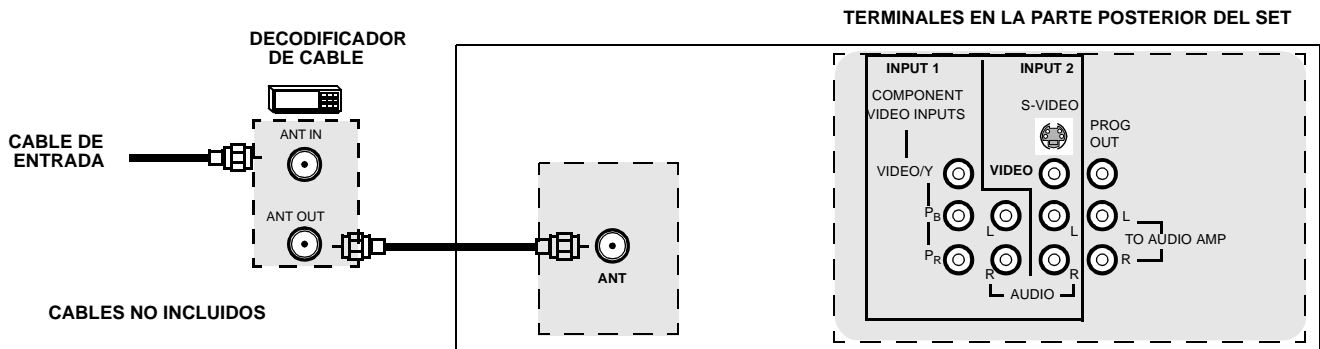 TERMINALES EN LA PARTE POSTERIOR DEL SET
DECODIFICADOR
DE CABLE
CABLE DE
ENTRADA
ANT IN
ANT OUT
CABLES NO INCLUIDOS
ANT
INPUT 1
INPUT 2
COMPONENT
VIDEO INPUTS
S-VIDEO
PROG
OUT
VIDEO/Y
VIDEO
PB
L
L
L
TO AUDIO AMP
PR
R
R
R
AUDIO